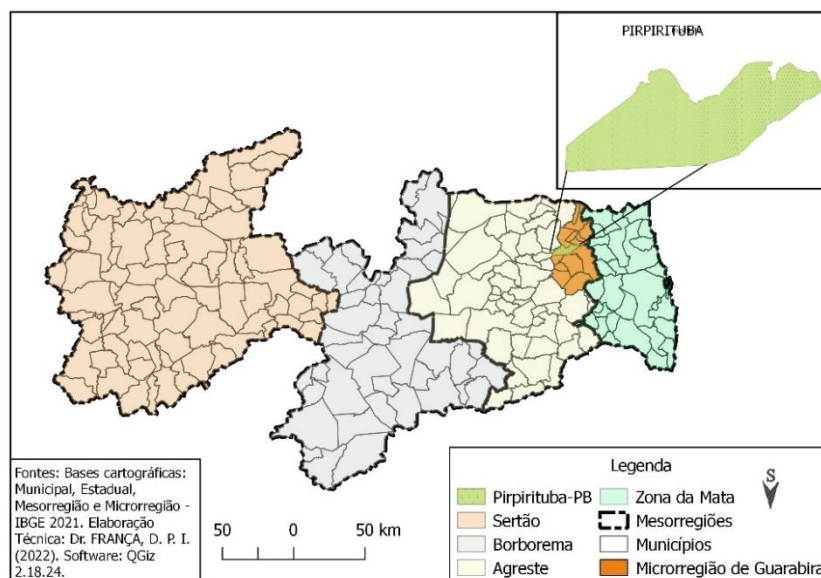 PIRPIRITUBA
Fontes: Bases cartográficas:
Municipal, Estadual,
Mesorregião e Microrregião -
IBGE 2021. Elaboração
Técnica: Dr. FRANÇA, D. P. I.
(2022). Software: QGiz
2.18.24.
50 0 50 km
Legenda
S
Pirpirituba-PB
Sertão
Borborema
Agreste
Zona da Mata
Mesorregiões
Municípios
Microrregião de Guarabira